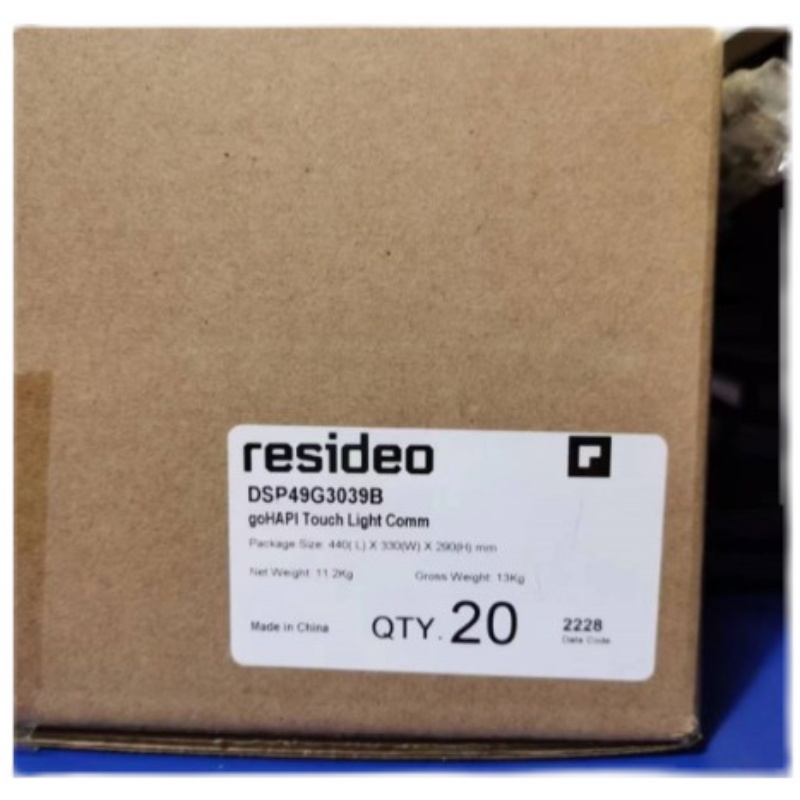 resideo
DSP49G3039B
goHAPI Touch Light Comm
Package Size: 440( L) X 330(W) X 290(H) mm
Net Weight: 11.2Kg Gross Weight: 13Kg
Made in China QTY. 20 2228
Date Code